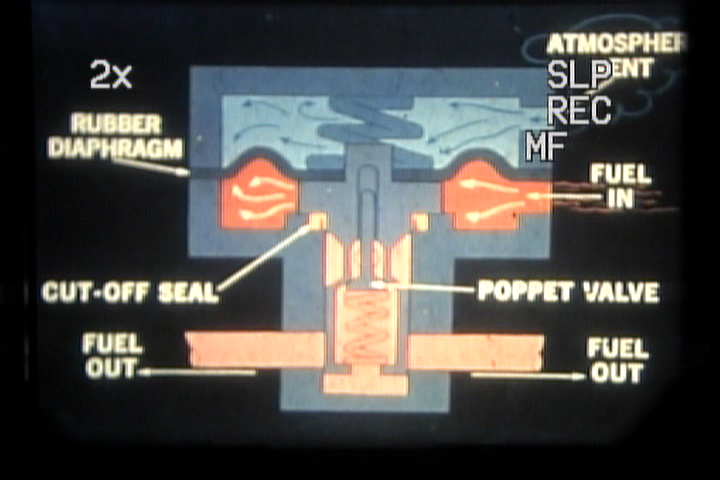 ATMOSPHER
ENT
2x
SLP
REC
MF
RUBBER
DIAPHRAGM
FUEL
IN
CUT-OFF SEAL
POPPET VALVE
FUEL
OUT
FUEL
OUT